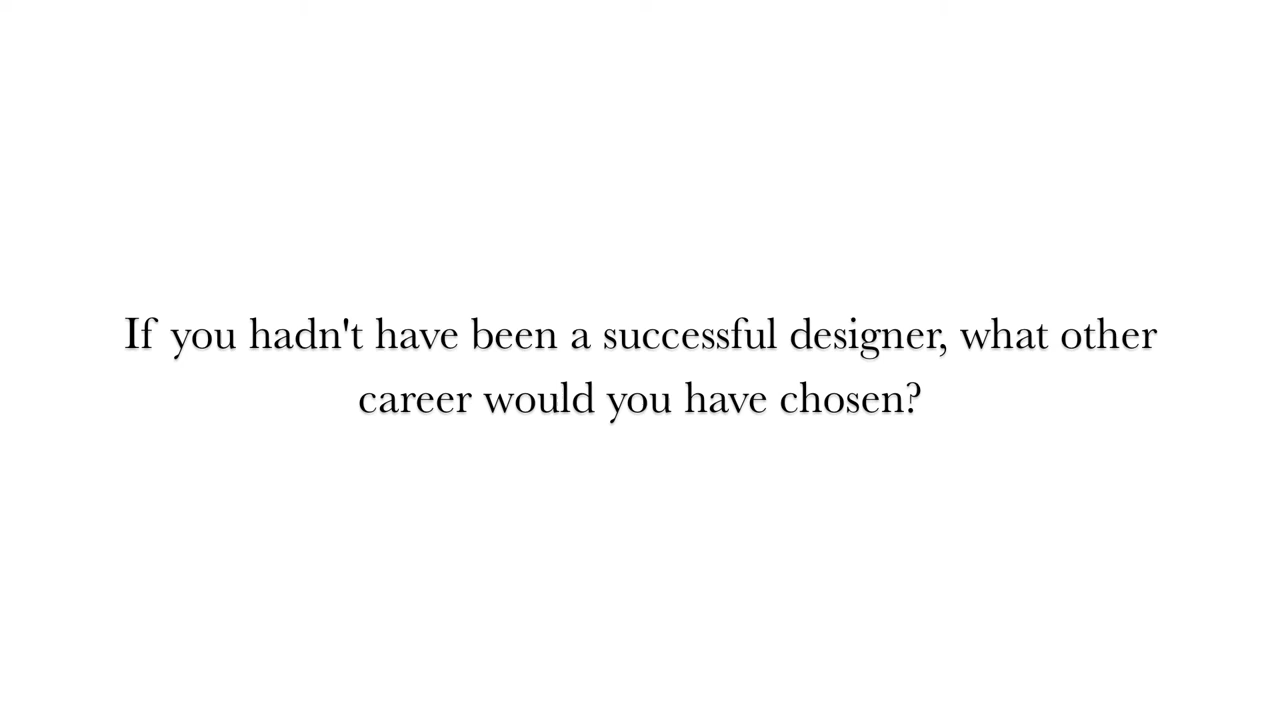 If you hadn't have been a successful designer, what other
career would you have chosen?